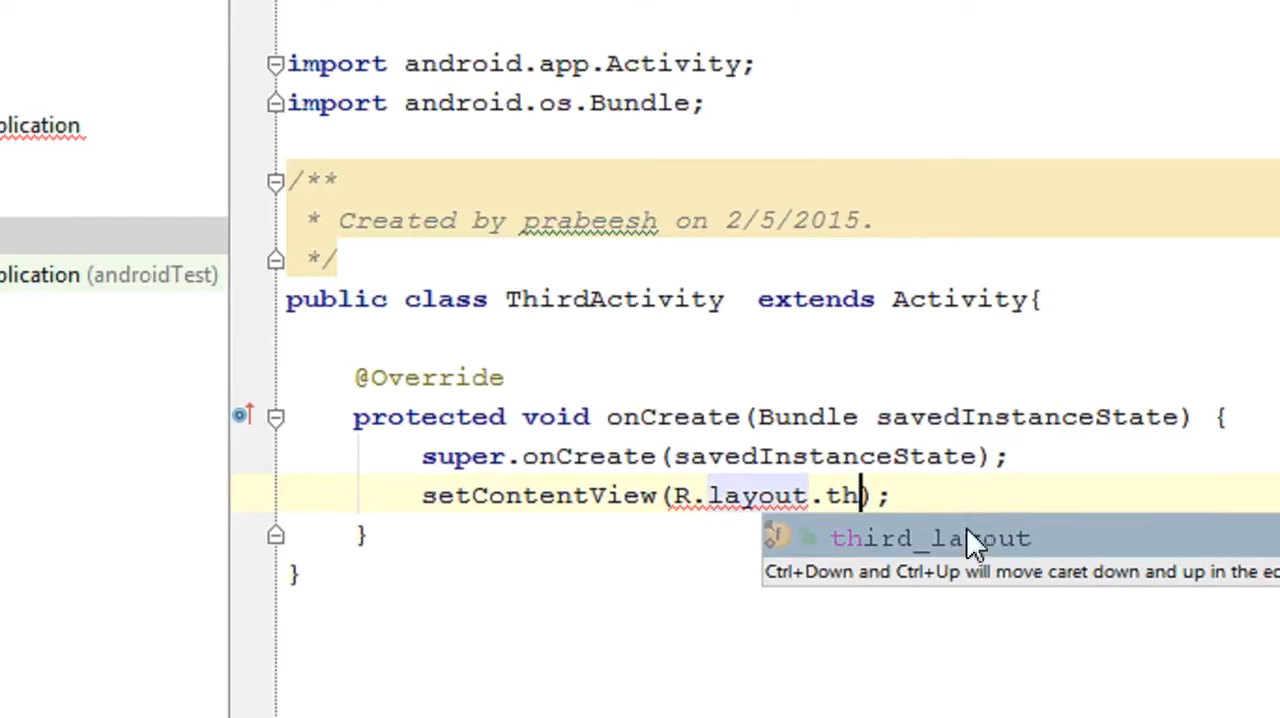 import android.app.Activity;
import android.os.Bundle;
plication
/**
* Created by prabeesh on 2/5/2015.
*/
plication (androidTest)
public class ThirdActivity  extends Activity{
@Override
protected void onCreate(Bundle savedInstanceState) {
super.onCreate(savedInstanceState);
setContentView(R.layout.th);
third_layout
}
Ctrl+Down and Ctrl+Up will move caret down and up in the ed
}